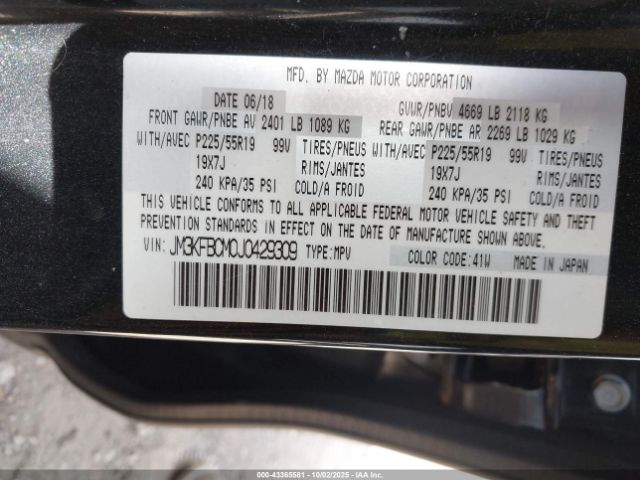 MFD. BY MAZDA MOTOR CORPORATION
DATE 06/18 GVWR/PNBV 4669 LB 2118 KG
FRONT GAWR/PNBE AV 2401 LB 1089 KG REAR GAWR/PNBE AR 2269 LB 1029 KG
WITH/AVEC P225/55R19 99V TIRES/PNEUS WITH/AVEC P225/55R19 99V TIRES/PNEUS
19X7J RIMS/JANTES 19X7J RIMS/JANTES
240 KPA/35 PSI COLD/A FROID 240 KPA/35 PSI COLD/A FROID
THIS VEHICLE CONFORMS TO ALL APPLICABLE FEDERAL MOTOR VEHICLE SAFETY AND THEFT
PREVENTION STANDARDS IN EFFECT ON THE DATE OF MANUFACTURE SHOWN ABOVE.
VIN: JM3KFBCM0J0429309 TYPE: MPV COLOR CODE: 41W MADE IN JAPAN
000-43365581 - 10/02/2025 - IAAI.COM